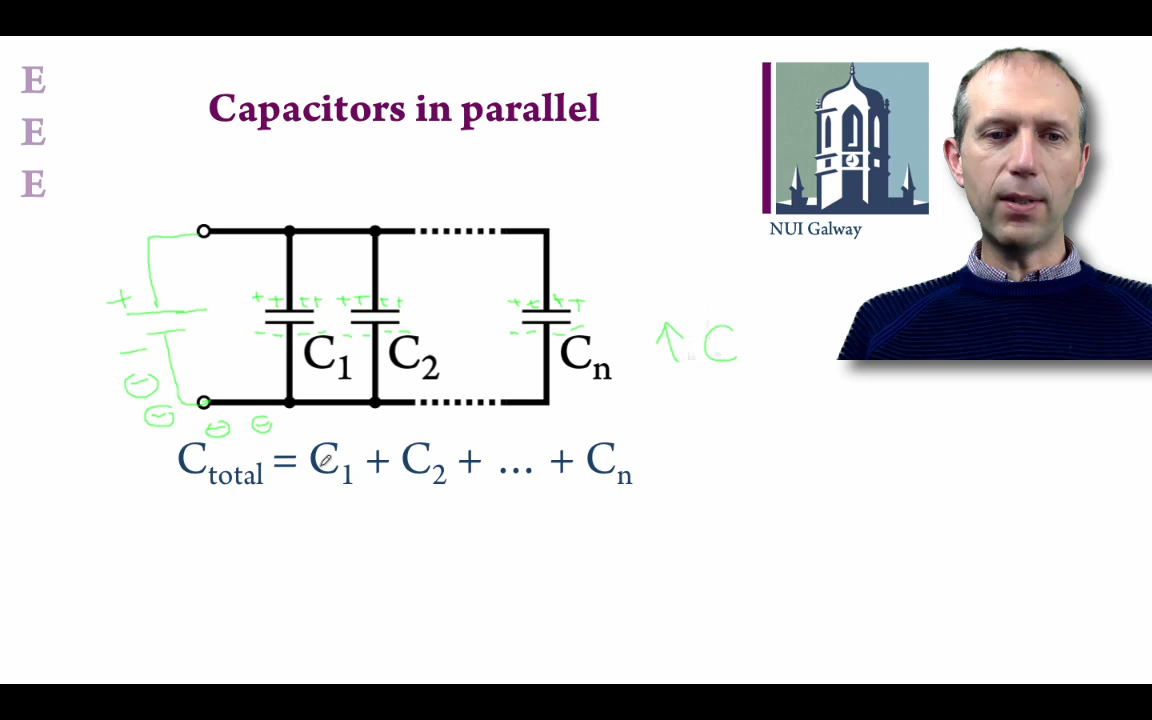 E
E
E
Capacitors in parallel
NUI Galway
+
+ + + +
+ + + +
+ + + +
- - - -
- - - -
- - - -
C1
C2
Cn
↑ C
−
⊖
⊖
⊖
⊖
Ctotal = C1 + C2 + ... + Cn